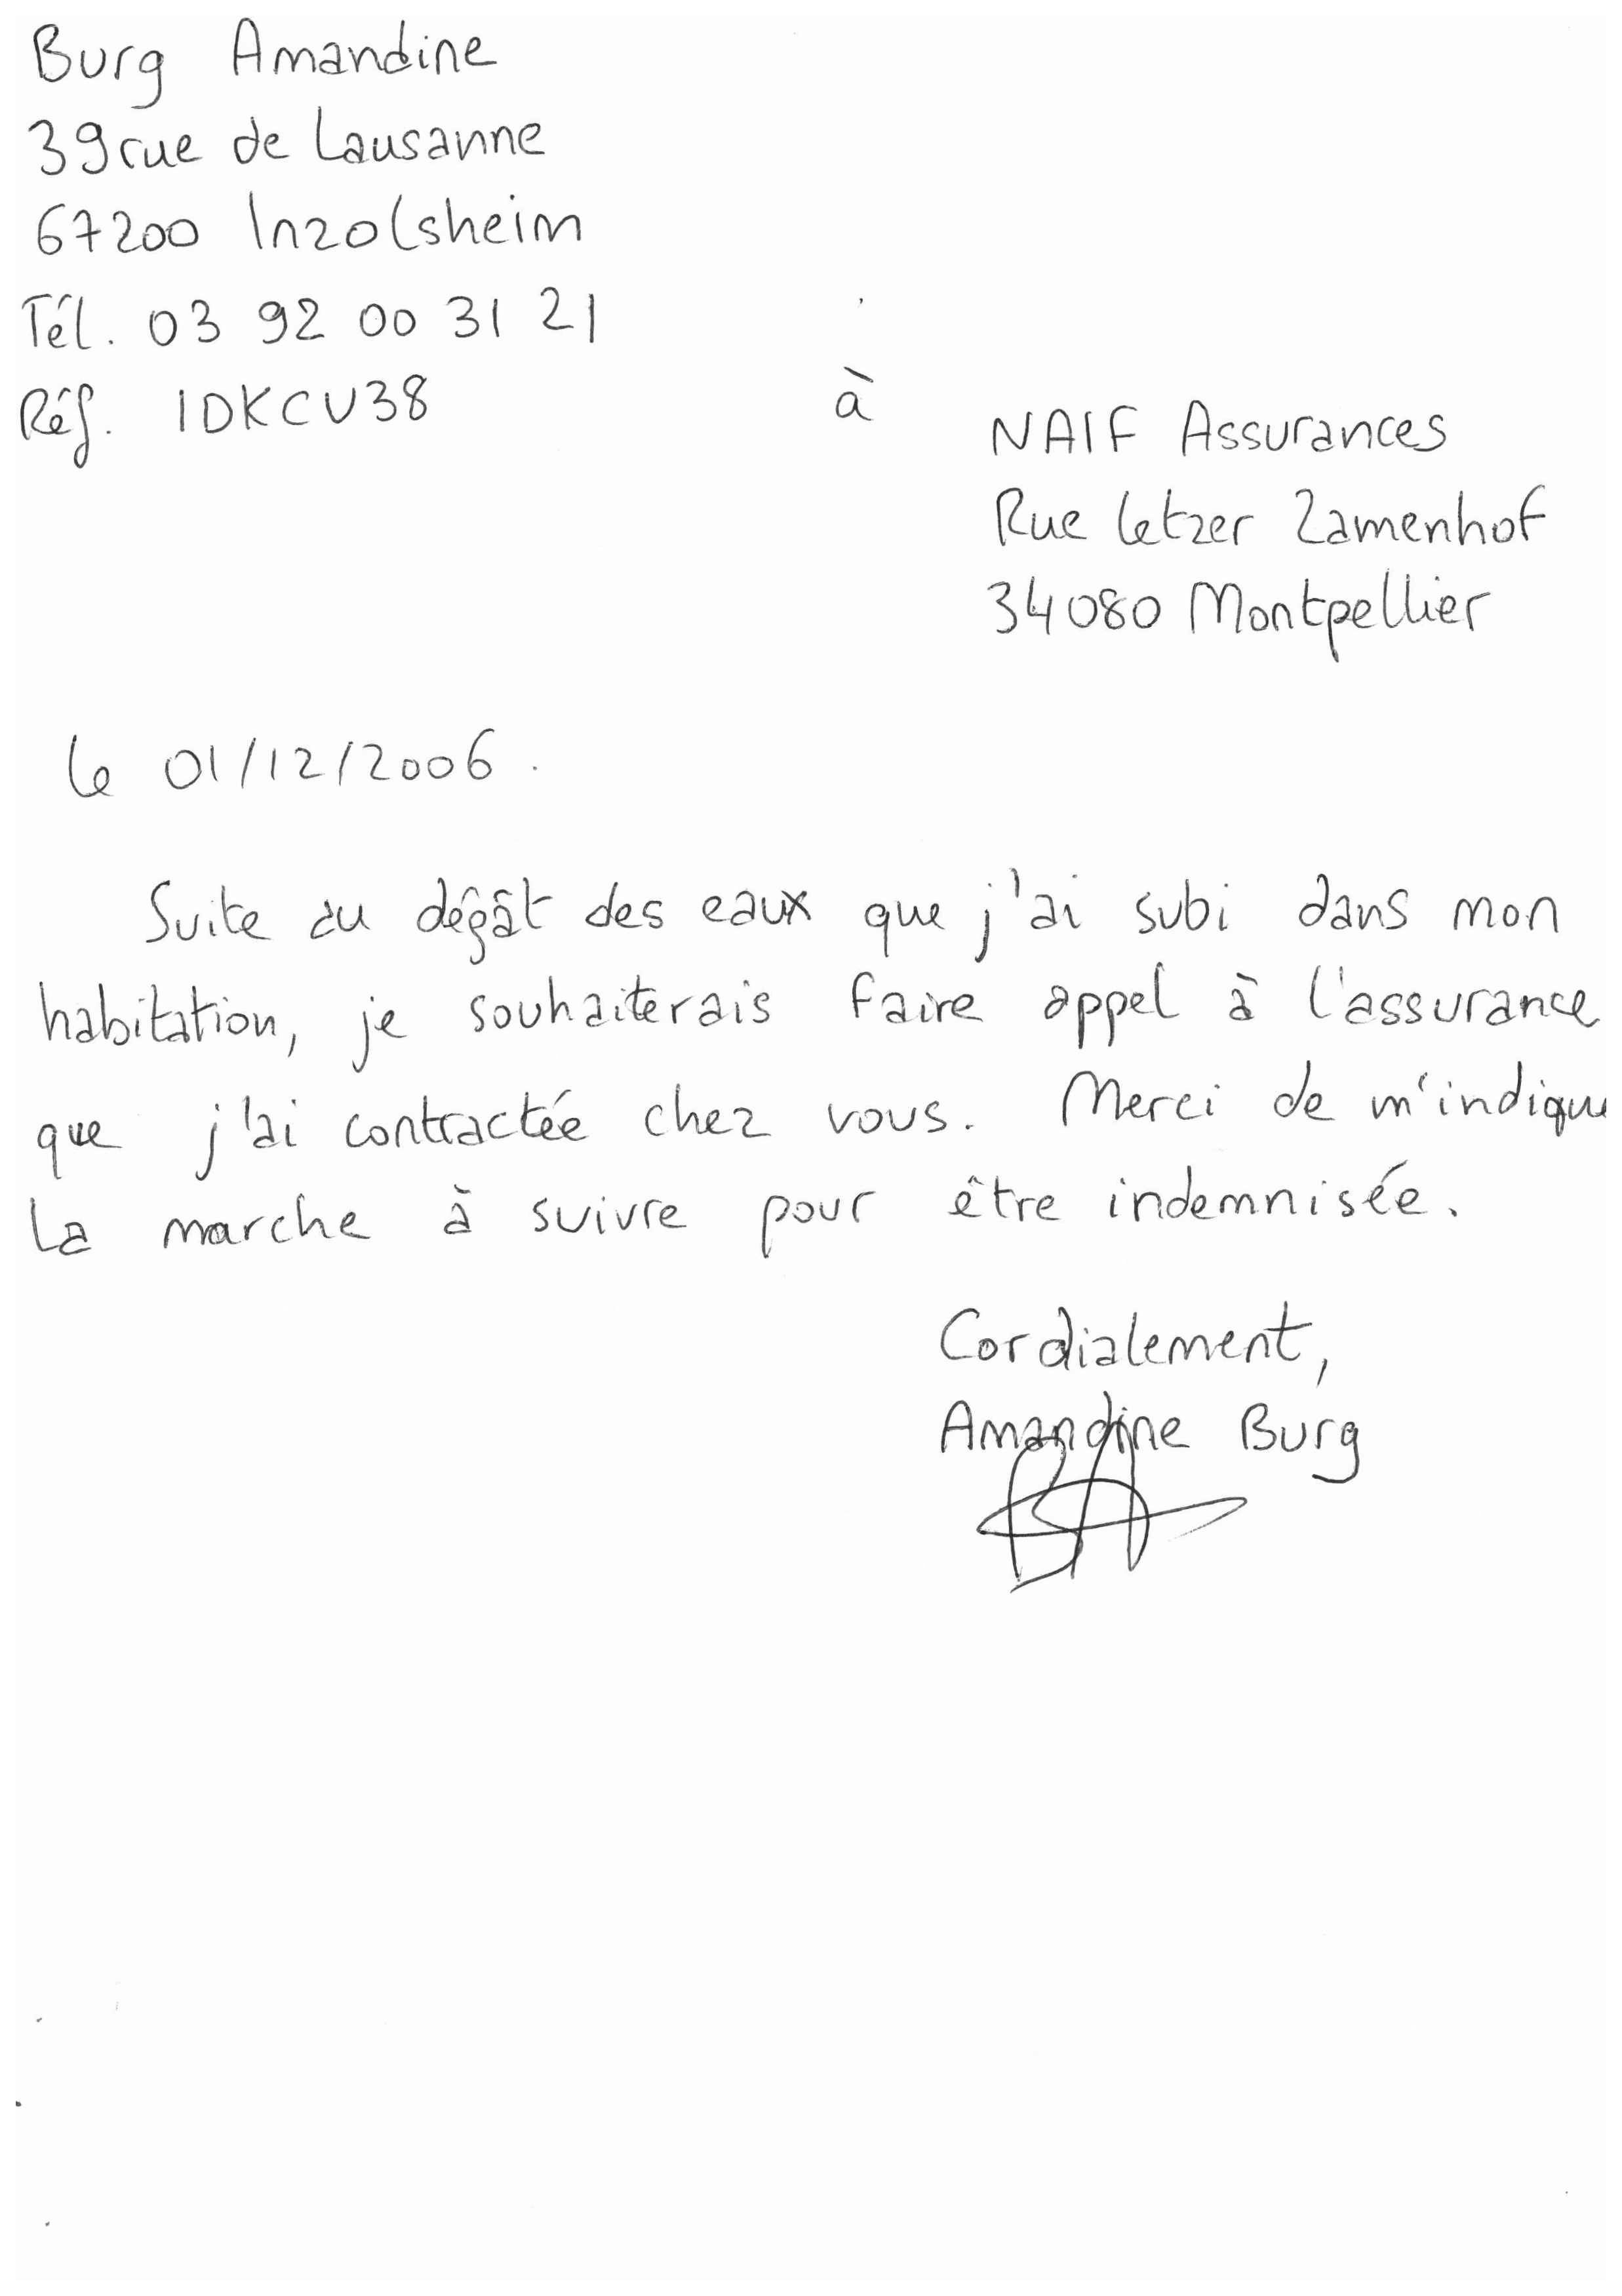 Burg Amandine
39 rue de Lausanne
67200 Inzolsheim
Tél. 03 92 00 31 21
Réf. IDKCU38
à
NAIF Assurances
Rue Letzer Zamenhof
34080 Montpellier
le 01/12/2006.
Suite au dégât des eaux que j'ai subi dans mon
habitation, je souhaiterais faire appel à l'assurance
que j'ai contractée chez vous. Merci de m'indiqu
la marche à suivre pour être indemnisée.
Cordialement,
Amandine Burg